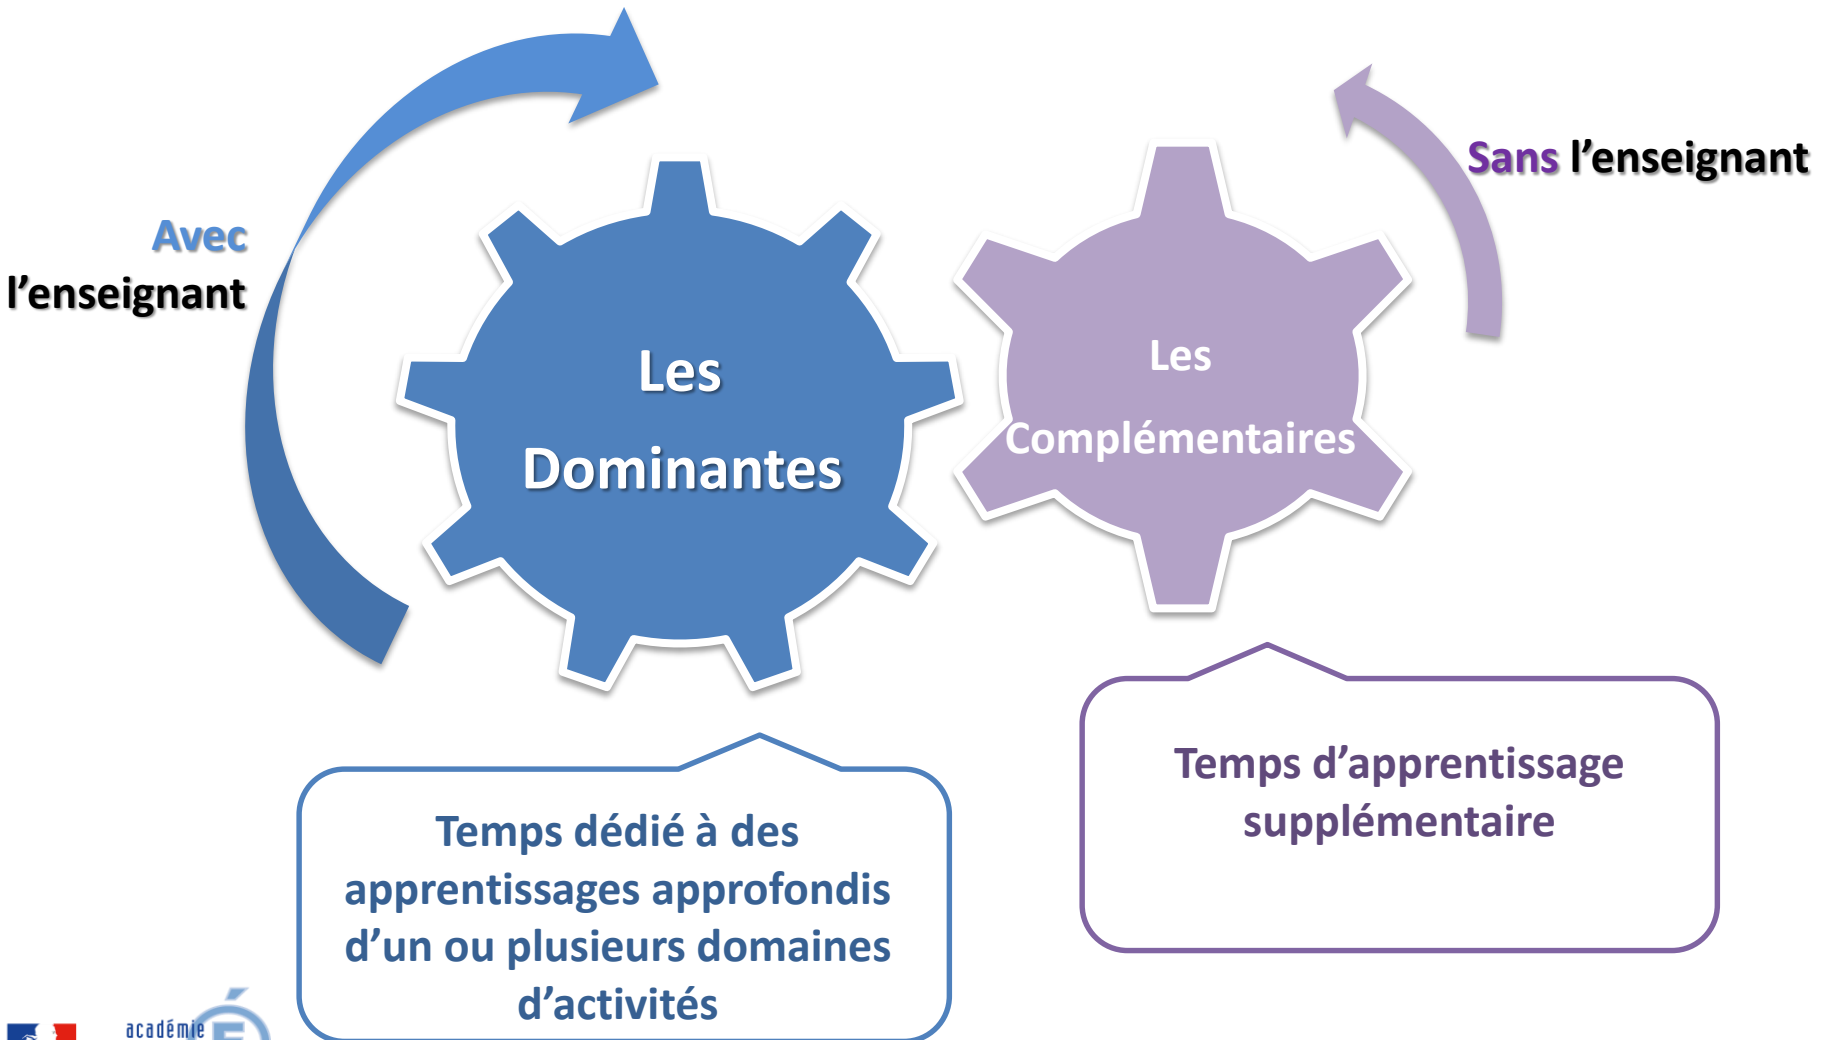 Avec
l’enseignant
Sans l’enseignant
Les
Dominantes
Les
Complémentaires
Temps dédié à des
apprentissages approfondis
d’un ou plusieurs domaines
d’activités
Temps d’apprentissage
supplémentaire
académie